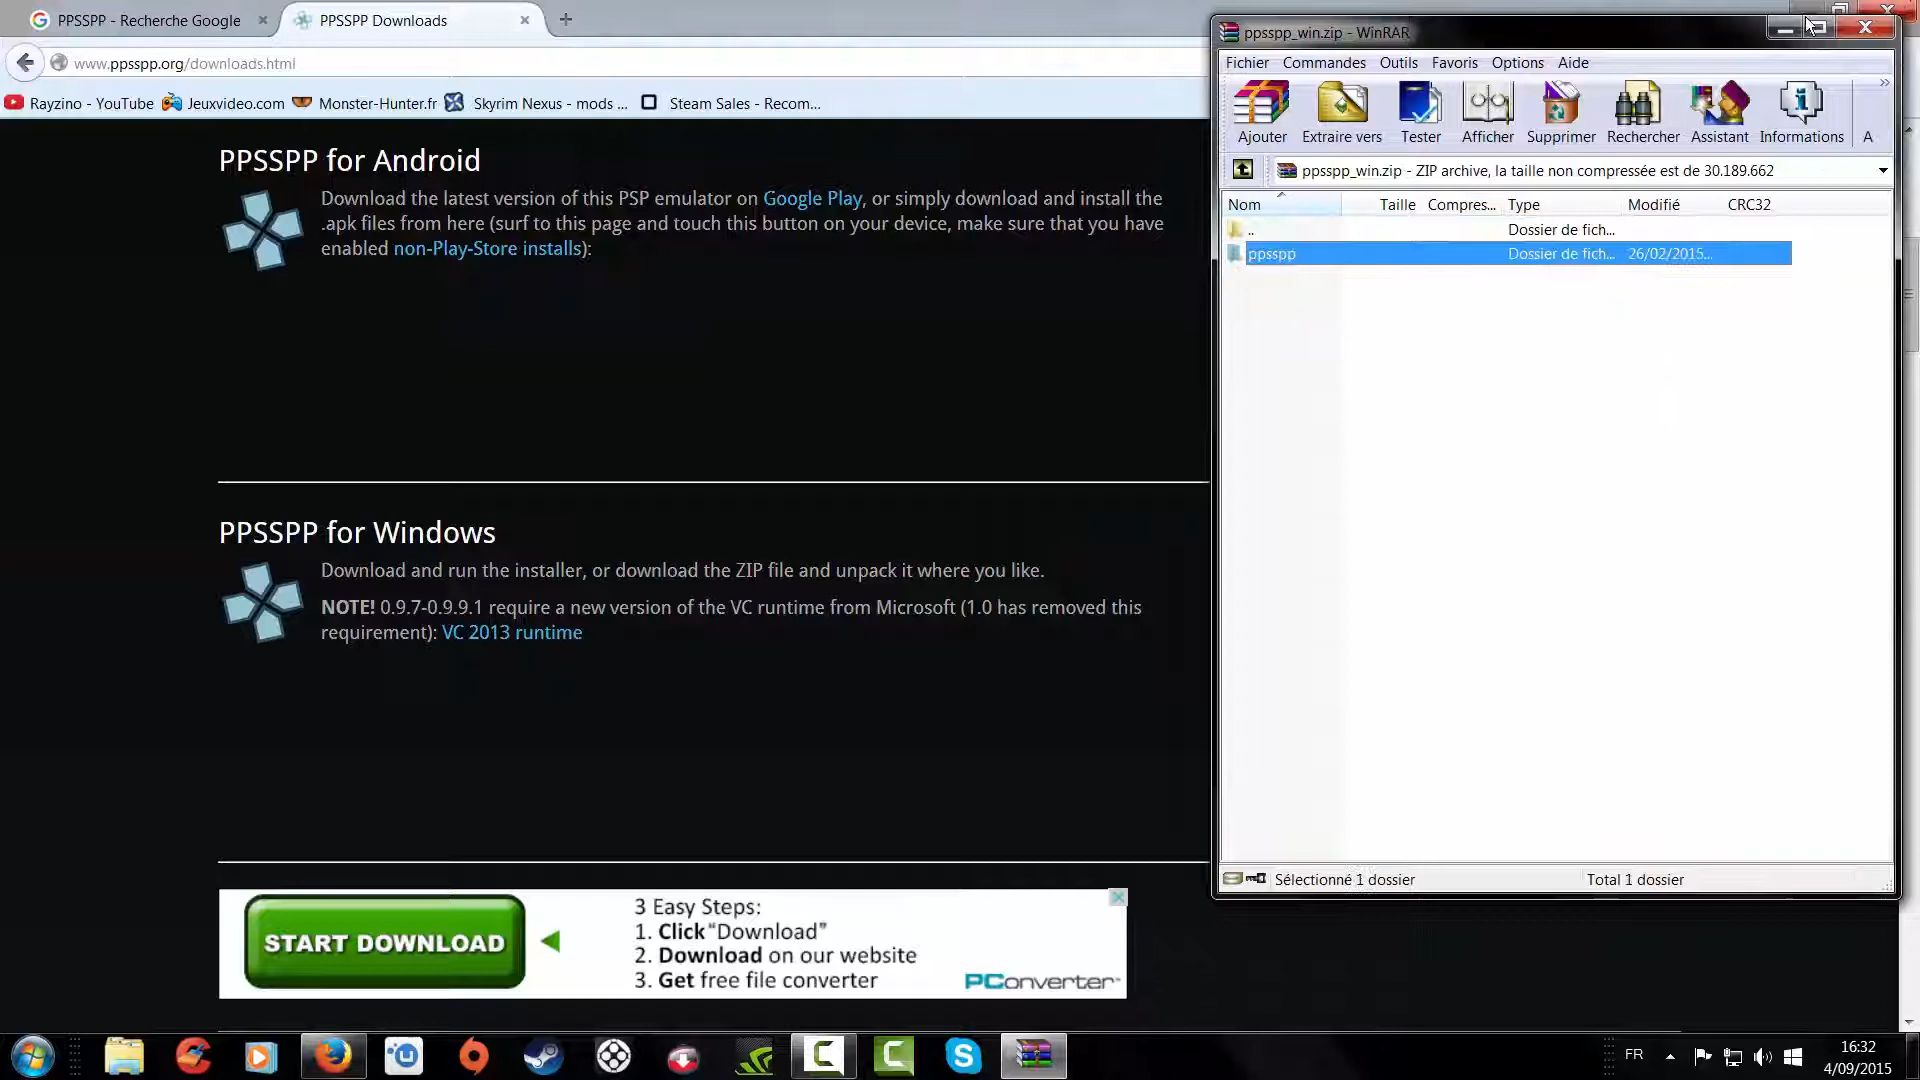 PPSSPP - Recherche Google
PPSSPP Downloads
www.ppsspp.org/downloads.html
Rayzino - YouTube
Jeuxvideo.com
Monster-Hunter.fr
Skyrim Nexus - mods ...
Steam Sales - Recom...
PPSSPP for Android
Download the latest version of this PSP emulator on Google Play, or simply download and install the
.apk files from here (surf to this page and touch this button on your device, make sure that you have
enabled non-Play-Store installs):
PPSSPP for Windows
Download and run the installer, or download the ZIP file and unpack it where you like.
NOTE! 0.9.7-0.9.9.1 require a new version of the VC runtime from Microsoft (1.0 has removed this
requirement): VC 2013 runtime
START DOWNLOAD
3 Easy Steps:
1. Click "Download"
2. Download on our website
3. Get free file converter
PConverter
ppsspp_win.zip - WinRAR
Fichier Commandes Outils Favoris Options Aide
Ajouter Extraire vers Tester Afficher Supprimer Rechercher Assistant Informations A
ppsspp_win.zip - ZIP archive, la taille non compressée est de 30.189.662
Nom Taille Compres... Type Modifié CRC32
.. Dossier de fich...
ppsspp Dossier de fich... 26/02/2015...
Sélectionné 1 dossier Total 1 dossier
FR
16:32
4/09/2015